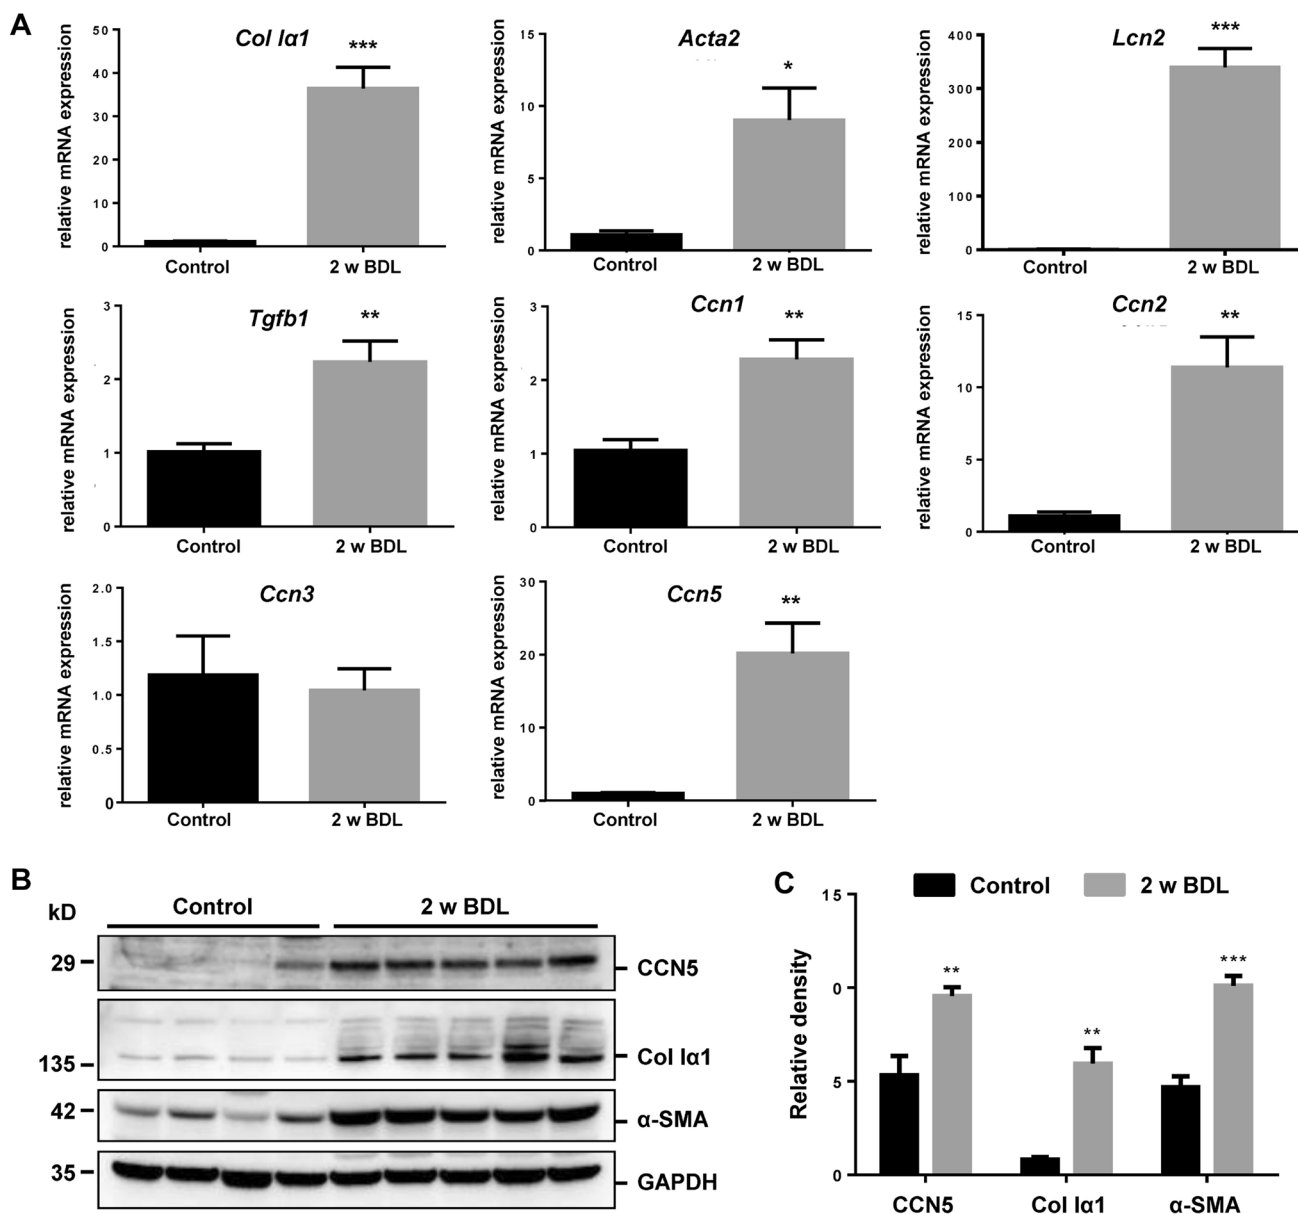 A
relative mRNA expression
Col Iα1
***
50
40
30
20
10
0
Control
2 w BDL
relative mRNA expression
Acta2
*
15
10
5
0
Control
2 w BDL
relative mRNA expression
Lcn2
***
400
300
200
100
0
Control
2 w BDL
relative mRNA expression
Tgfb1
**
3
2
1
0
Control
2 w BDL
relative mRNA expression
Ccn1
**
3
2
1
0
Control
2 w BDL
relative mRNA expression
Ccn2
**
15
10
5
0
Control
2 w BDL
relative mRNA expression
Ccn3
2.0
1.5
1.0
0.5
0
Control
2 w BDL
relative mRNA expression
Ccn5
**
30
20
10
0
Control
2 w BDL
B
kD
Control
2 w BDL
29
CCN5
135
Col Iα1
42
α-SMA
35
GAPDH
C
Control
2 w BDL
Relative density
15
0
5
0
**
**
***
CCN5
Col Iα1
α-SMA